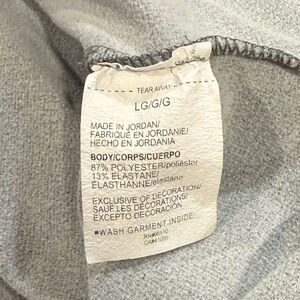 - TEAR AWAY -
LG/G/G
MADE IN JORDAN/
FABRIQUÉ EN JORDANIE/
HECHO EN JORDANIA
BODY/CORPS/CUERPO
87% POLYESTER/poliéster
13% ELASTANE/
ÉLASTHANNE/elastano
EXCLUSIVE OF DECORATION/
SAUF LES DÉCORATIONS/
EXCEPTO DECORACIÓN
■WASH GARMENT INSIDE